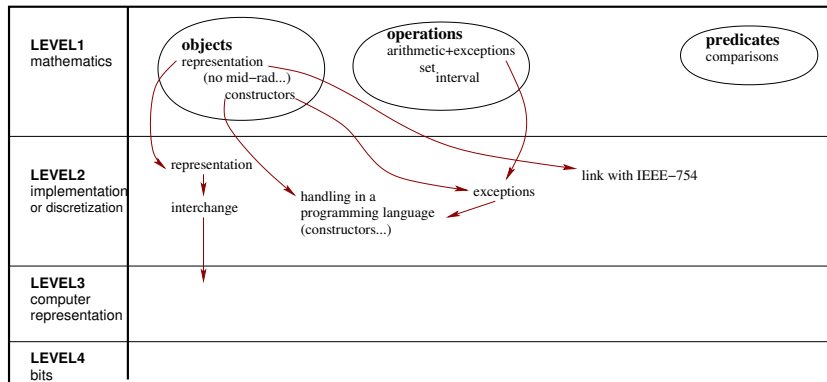 LEVEL1
mathematics
objects
representation
(no mid−rad...)
constructors
operations
arithmetic+exceptions
set
interval
predicates
comparisons
LEVEL2
implementation
or discretization
representation
interchange
handling in a
programming language
(constructors...)
exceptions
link with IEEE−754
LEVEL3
computer
representation
LEVEL4
bits